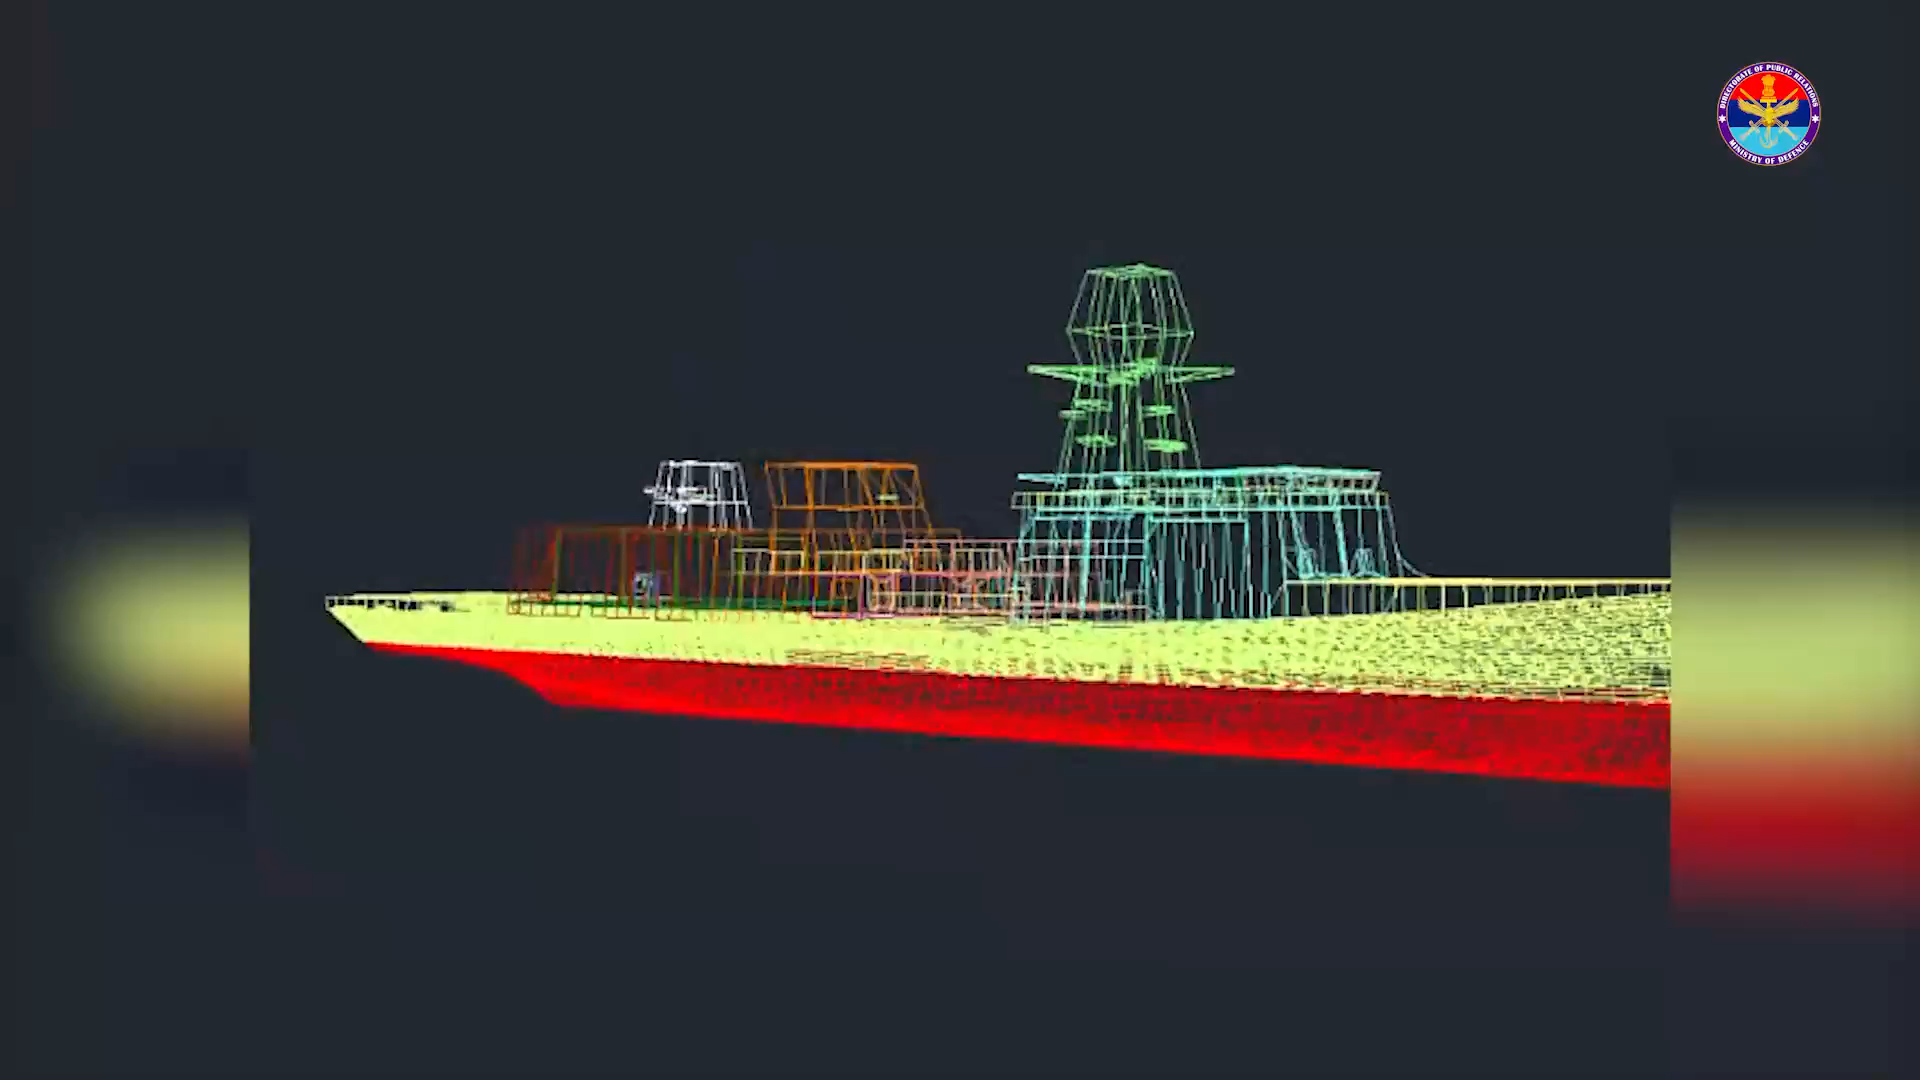 DIRECTORATE OF PUBLIC RELATIONS
MINISTRY OF DEFENCE